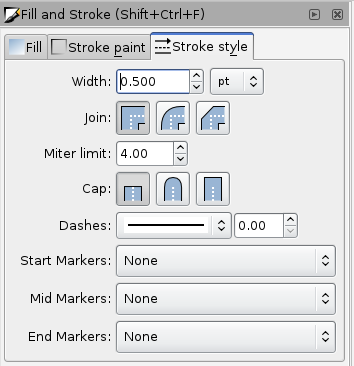 Fill and Stroke (Shift+Ctrl+F)
Fill Stroke paint Stroke style
Width: 0.500 pt
Join:
Miter limit: 4.00
Cap:
Dashes: 0.00
Start Markers: None
Mid Markers: None
End Markers: None